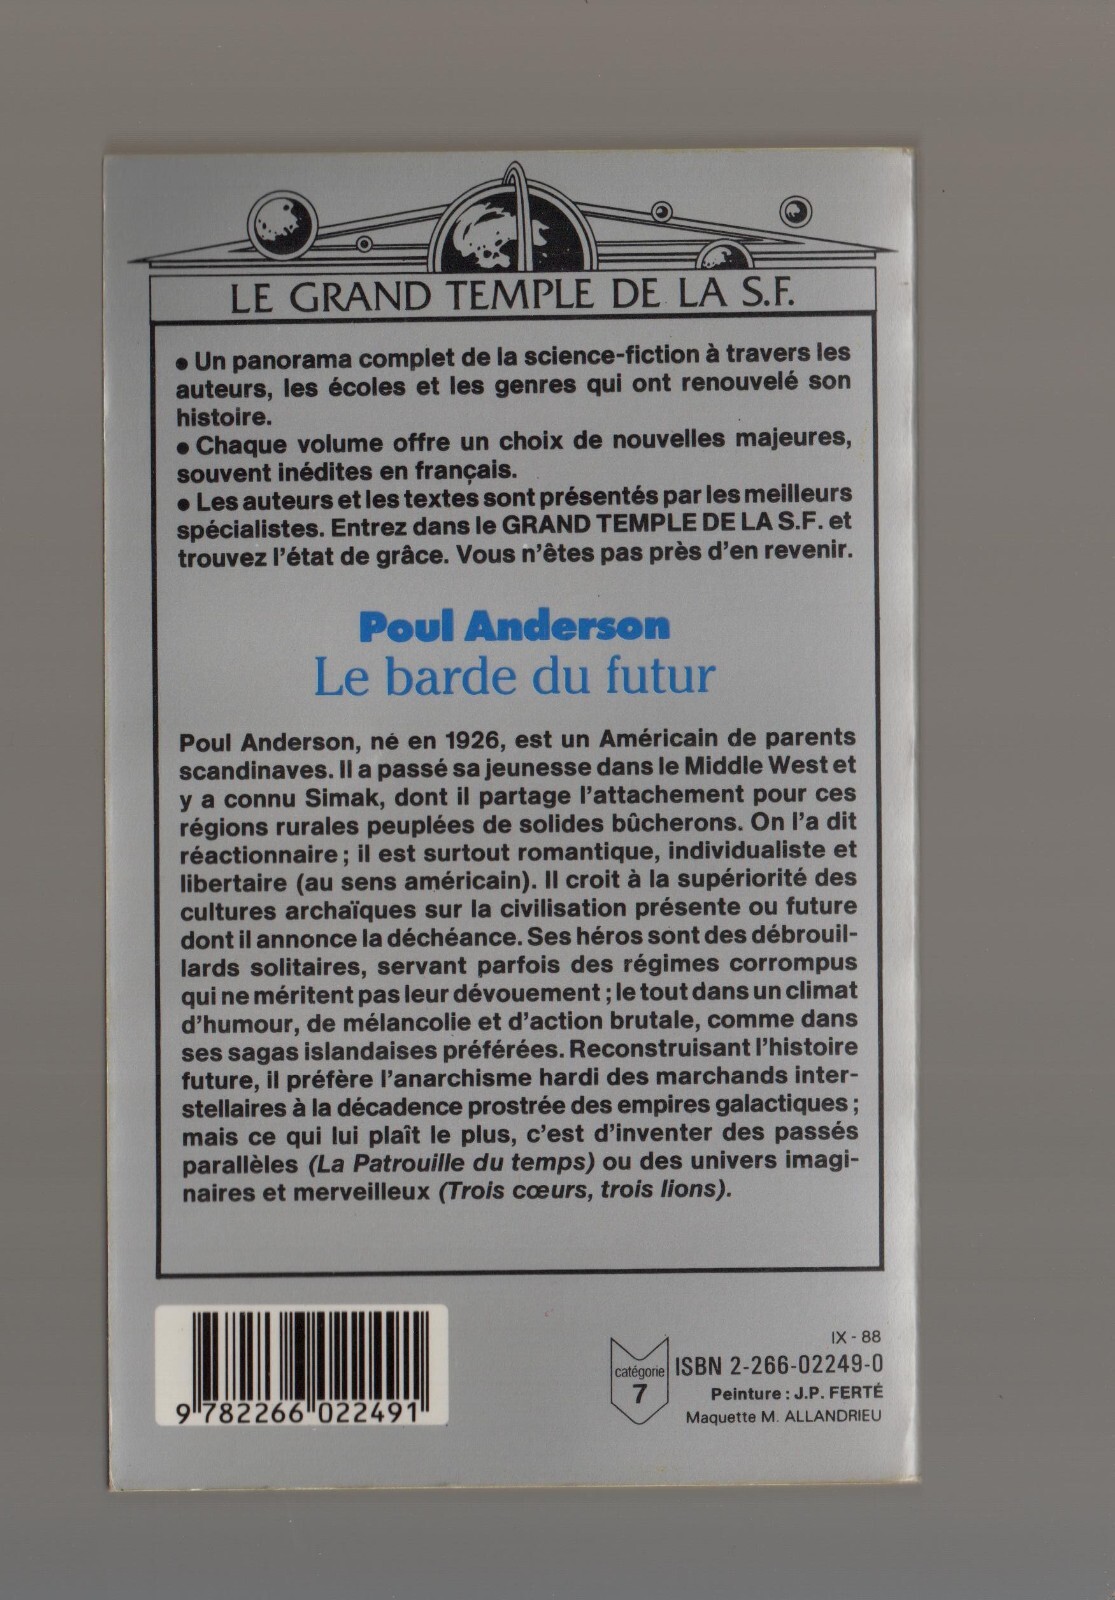 LE GRAND TEMPLE DE LA S.F.
● Un panorama complet de la science-fiction à travers les
auteurs, les écoles et les genres qui ont renouvelé son
histoire.
● Chaque volume offre un choix de nouvelles majeures,
souvent inédites en français.
● Les auteurs et les textes sont présentés par les meilleurs
spécialistes. Entrez dans le GRAND TEMPLE DE LA S.F. et
trouvez l'état de grâce. Vous n'êtes pas près d'en revenir.
Poul Anderson
Le barde du futur
Poul Anderson, né en 1926, est un Américain de parents
scandinaves. Il a passé sa jeunesse dans le Middle West et
y a connu Simak, dont il partage l'attachement pour ces
régions rurales peuplées de solides bûcherons. On l'a dit
réactionnaire ; il est surtout romantique, individualiste et
libertaire (au sens américain). Il croit à la supériorité des
cultures archaïques sur la civilisation présente ou future
dont il annonce la déchéance. Ses héros sont des débrouil-
lards solitaires, servant parfois des régimes corrompus
qui ne méritent pas leur dévouement ; le tout dans un climat
d'humour, de mélancolie et d'action brutale, comme dans
ses sagas islandaises préférées. Reconstruisant l'histoire
future, il préfère l'anarchisme hardi des marchands inter-
stellaires à la décadence prostrée des empires galactiques ;
mais ce qui lui plaît le plus, c'est d'inventer des passés
parallèles (La Patrouille du temps) ou des univers imagi-
naires et merveilleux (Trois cœurs, trois lions).
9 782266 022491
catégorie
7
IX - 88
ISBN 2-266-02249-0
Peinture : J.P. FERTÉ
Maquette M. ALLANDRIEU